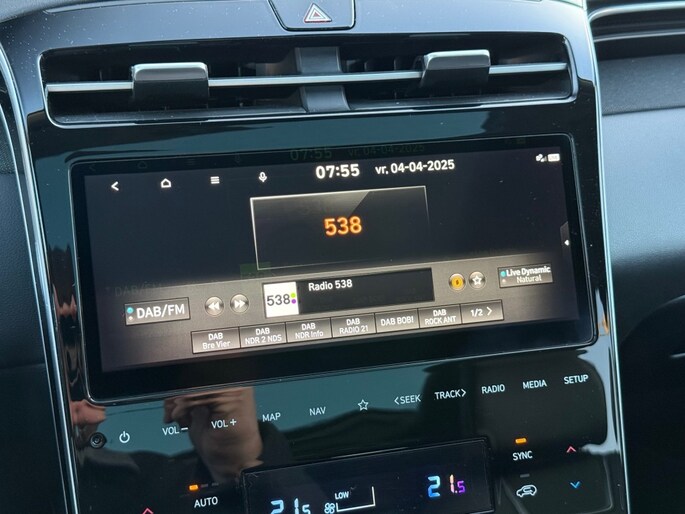 07:55 vr. 04-04-2025
538
DAB/FM
538
Radio 538
6
Live Dynamic
Natural
DAB
Bre Vier
DAB
NDR 2 NDS
DAB
NDR Info
DAB
RADIO 21
DAB BOB!
DAB
ROCK ANT
1/2 >
VOL−
VOL+
MAP
NAV
<SEEK
TRACK>
RADIO
MEDIA
SETUP
AUTO
21.5
LOW
21.5
SYNC